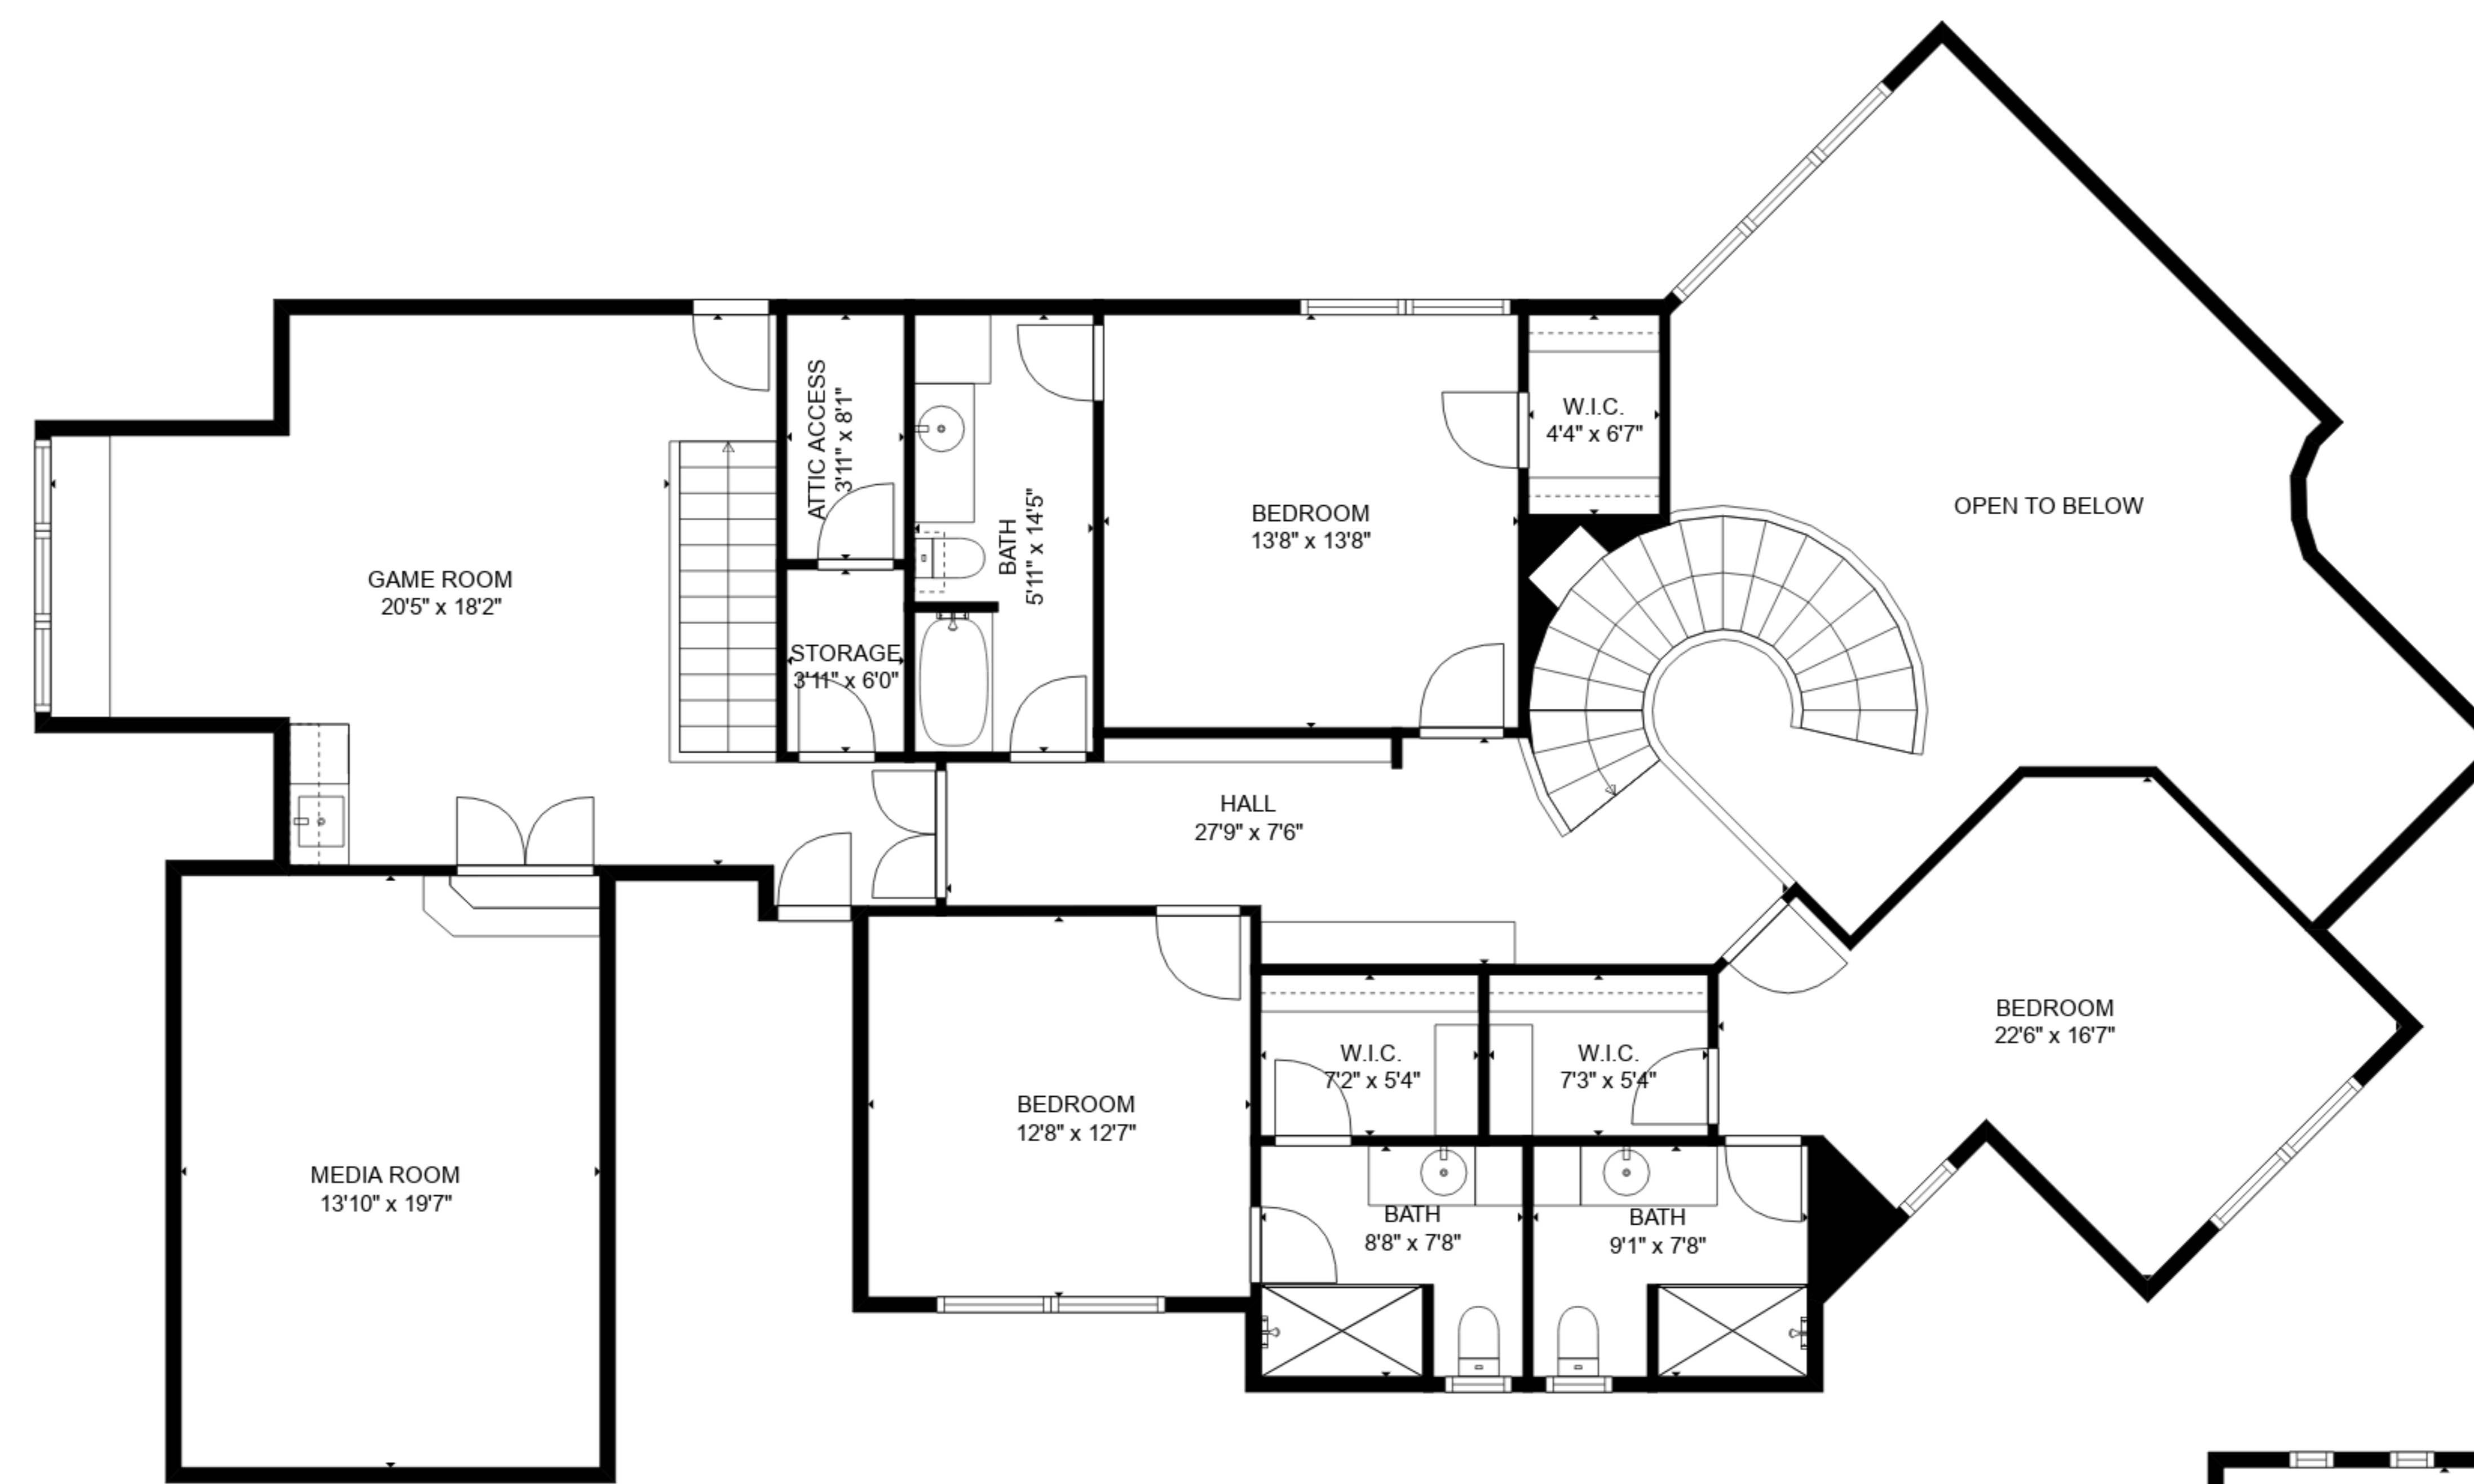 ATTIC ACCESS
3'11" x 8'1"
W.I.C.
4'4" x 6'7"
OPEN TO BELOW
BEDROOM
13'8" x 13'8"
BATH
5'11" x 14'5"
GAME ROOM
20'5" x 18'2"
STORAGE
3'11" x 6'0"
HALL
27'9" x 7'6"
BEDROOM
22'6" x 16'7"
W.I.C.
7'2" x 5'4"
W.I.C.
7'3" x 5'4"
BEDROOM
12'8" x 12'7"
MEDIA ROOM
13'10" x 19'7"
BATH
8'8" x 7'8"
BATH
9'1" x 7'8"